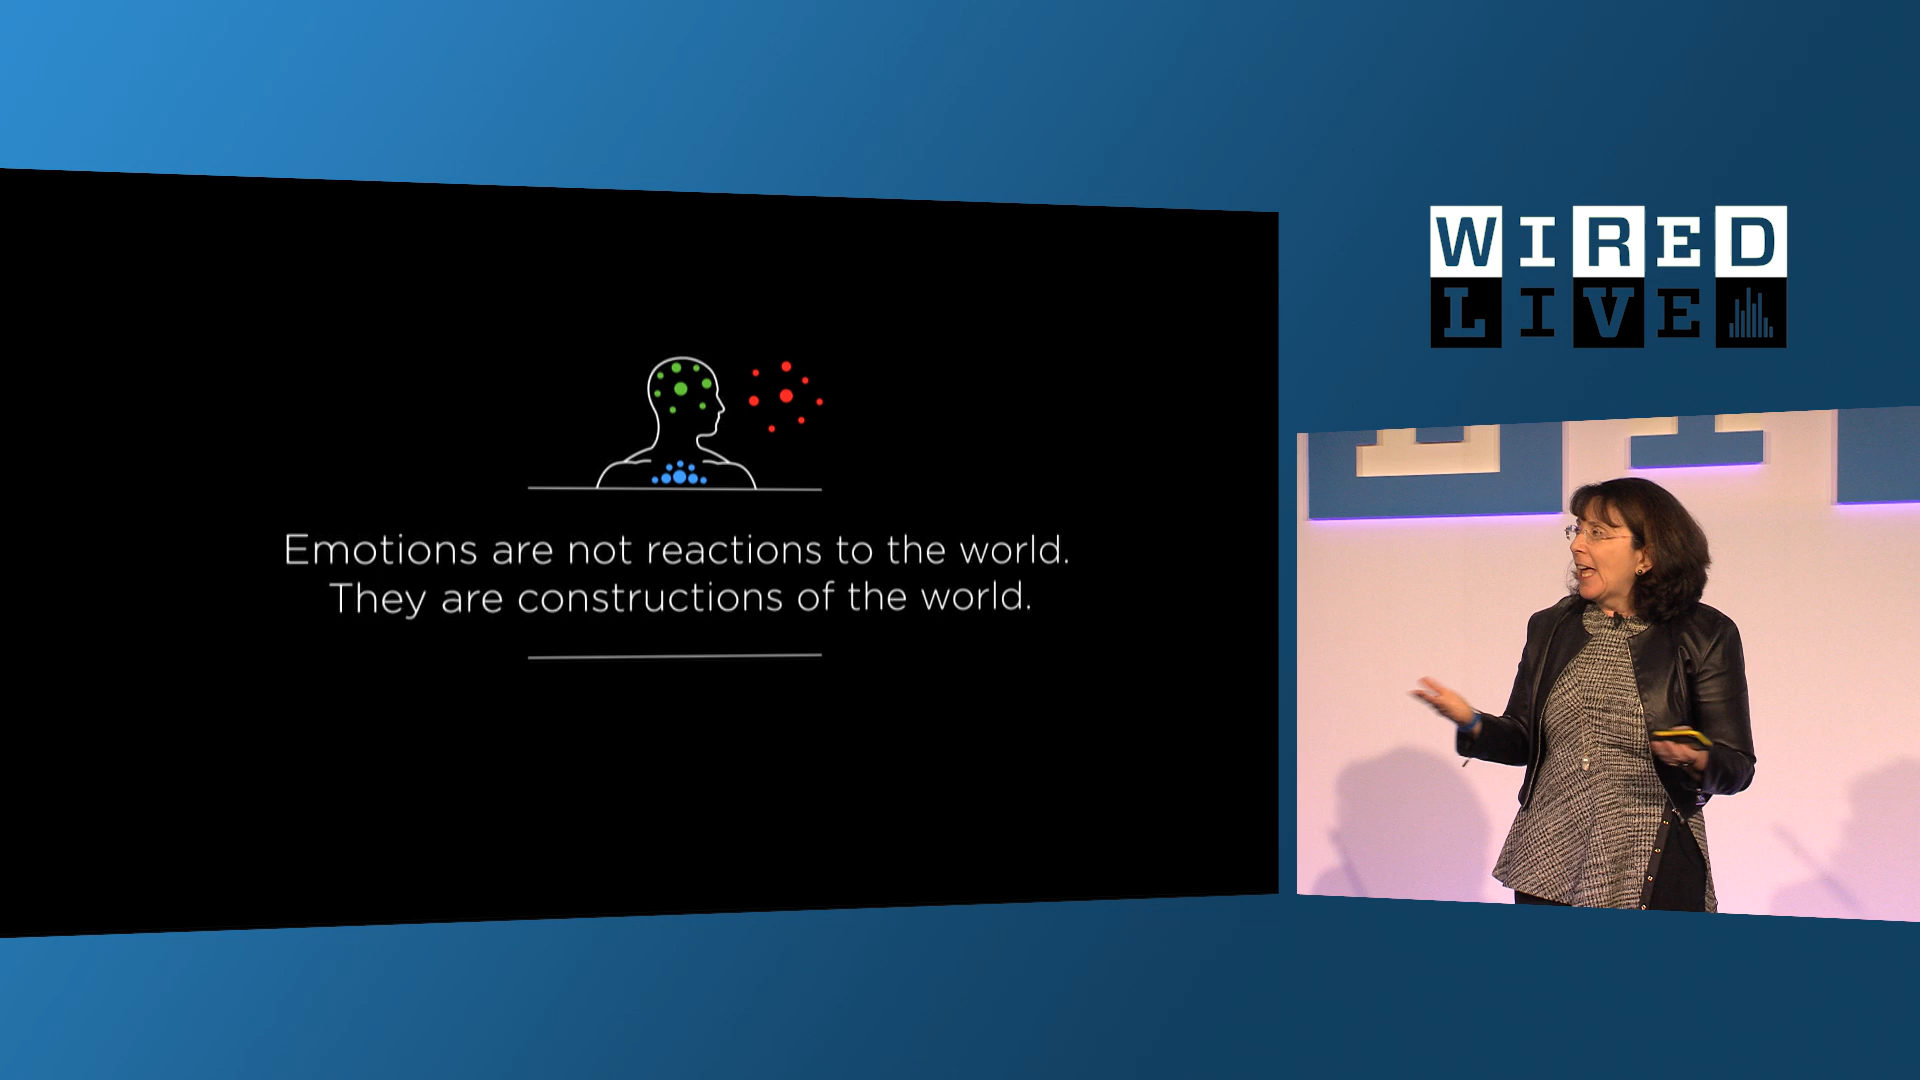 WIRED
LIVE
Emotions are not reactions to the world.
They are constructions of the world.